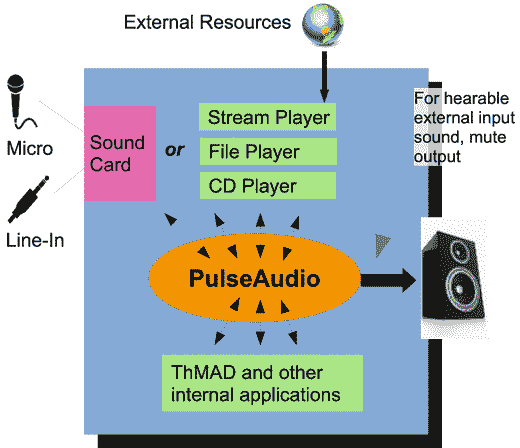 External Resources
For hearable
external input
sound, mute
output
Micro
Line-In
Sound
Card
or
Stream Player
File Player
CD Player
PulseAudio
ThMAD and other
internal applications